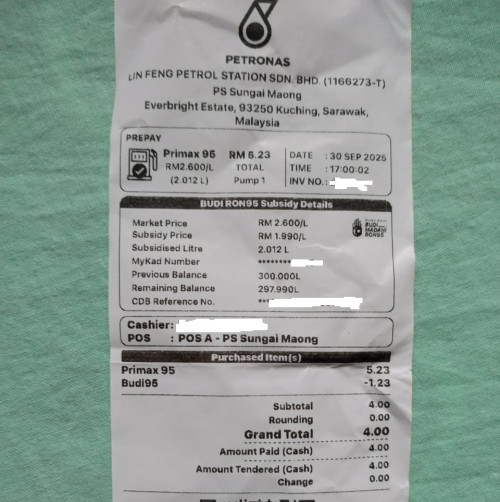 PETRONAS
LIN FENG PETROL STATION SDN. BHD. (1166273-T)
PS Sungai Maong
Everbright Estate, 93250 Kuching, Sarawak,
Malaysia
PREPAY
Primax 95 RM 5.23 DATE : 30 SEP 2025
RM2.600/L TOTAL TIME : 17:00:02
(2.012 L) Pump 1 INV NO.:
BUDI RON95 Subsidy Details
Market Price RM 2.600/L
Subsidy Price RM 1.990/L
BUDI MADANI RON95
Subsidised Litre 2.012 L
MyKad Number ********
Previous Balance 300.000L
Remaining Balance 297.990L
CDB Reference No. **
Cashier:
POS : POS A - PS Sungai Maong
Purchased Item(s)
Primax 95 5.23
Budi95 -1.23
Subtotal 4.00
Rounding 0.00
Grand Total 4.00
Amount Paid (Cash) 4.00
Amount Tendered (Cash) 4.00
Change 0.00